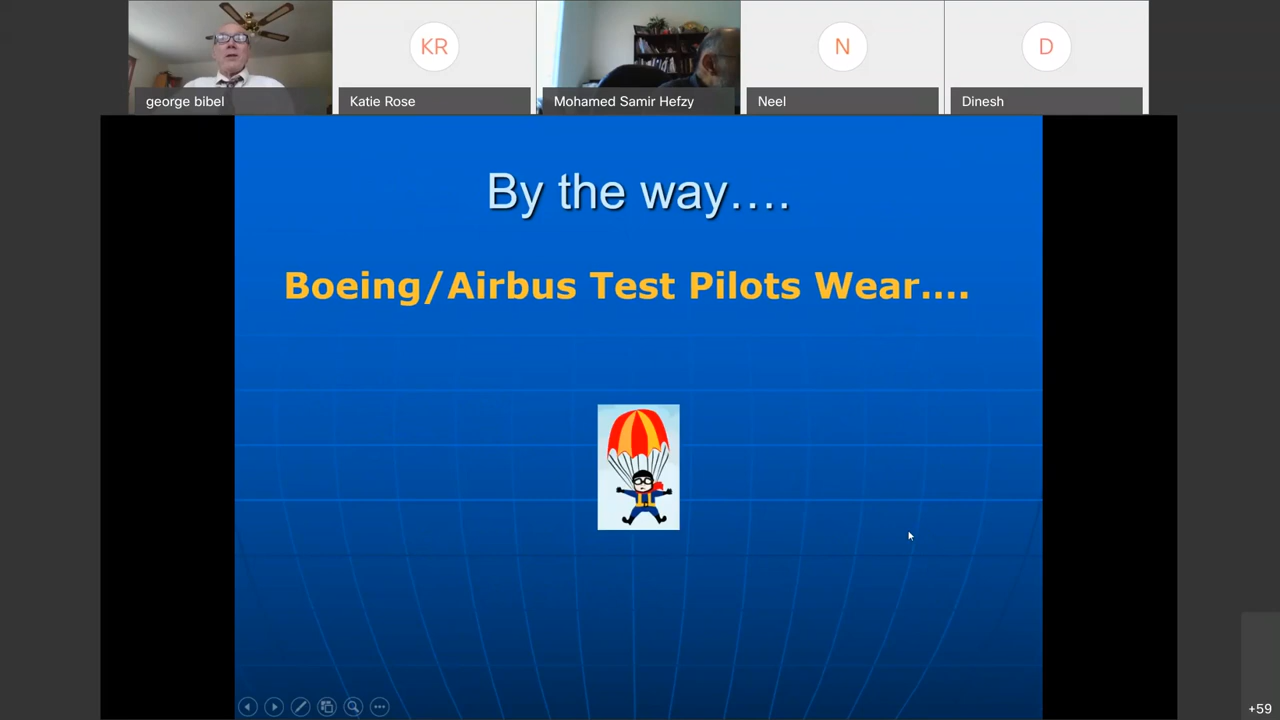 KR
N
D
george bibel
Katie Rose
Mohamed Samir Hefzy
Neel
Dinesh
By the way....
Boeing/Airbus Test Pilots Wear....
+59